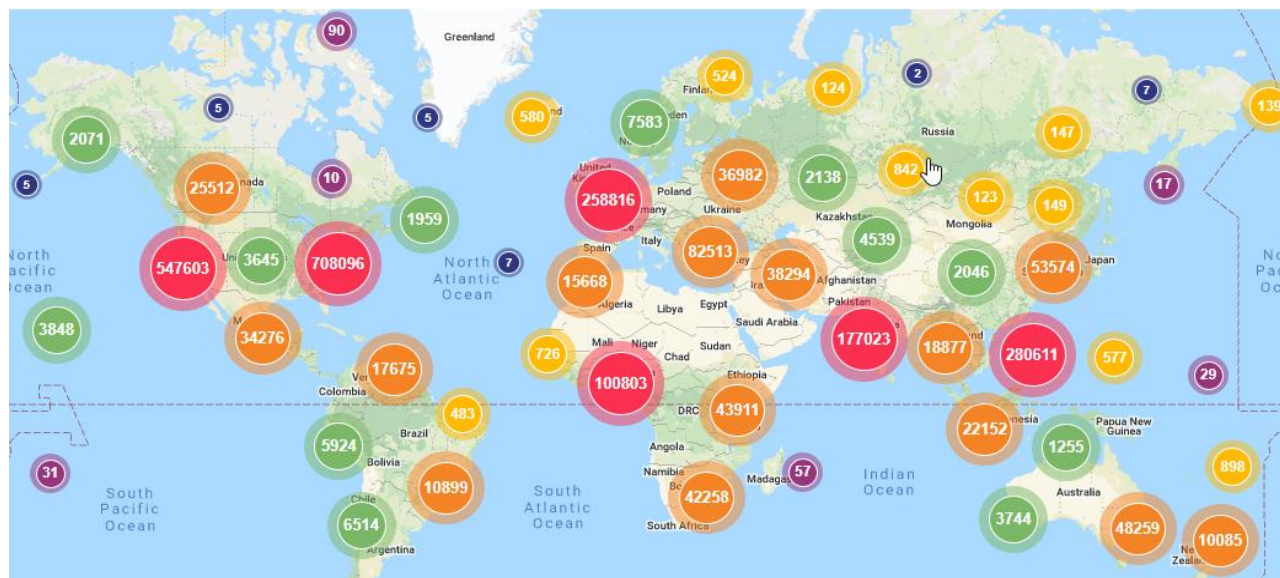 90
Greenland
524
Finlan
124
2
7
139
5
5
580
7583
Russia
147
2071
United
36982
Poland
2138
842
17
5
25512
10
258816
Ukraine
Kazakhstan
123
Mongolia
149
1959
Spain
Italy
82513
4539
547603
3645
708096
North
Atlantic
Ocean
7
15668
38294
Afghanistan
Pakistan
2046
53574
Japan
North
Ocean
3848
34276
Libya
Egypt
Saudi Arabia
177023
18877
280611
577
29
726
Mali
Niger
Chad
Sudan
Ethiopia
17675
Colombia
100803
DRC
43911
483
Brazil
22152
Papua New
Guinea
5924
Bolivia
Angola
1255
31
South
Pacific
Ocean
10899
South
Atlantic
Ocean
Namibia
57
Indian
Ocean
898
Australia
Chile
6514
42258
South Africa
3744
48259
10085
Argentina